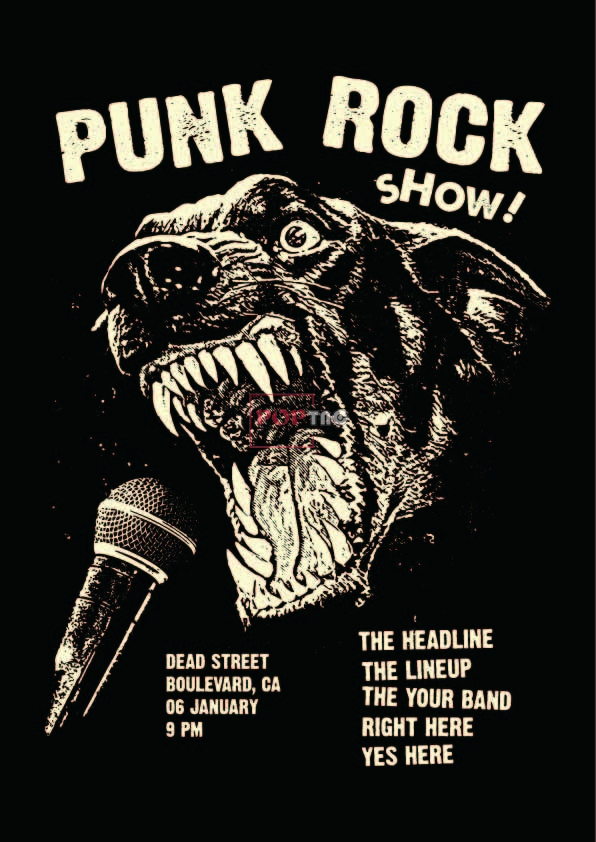 PUNK ROCK
sHOW!
POPTAG
DEAD STREET
BOULEVARD, CA
06 JANUARY
9 PM
THE HEADLINE
THE LINEUP
THE YOUR BAND
RIGHT HERE
YES HERE